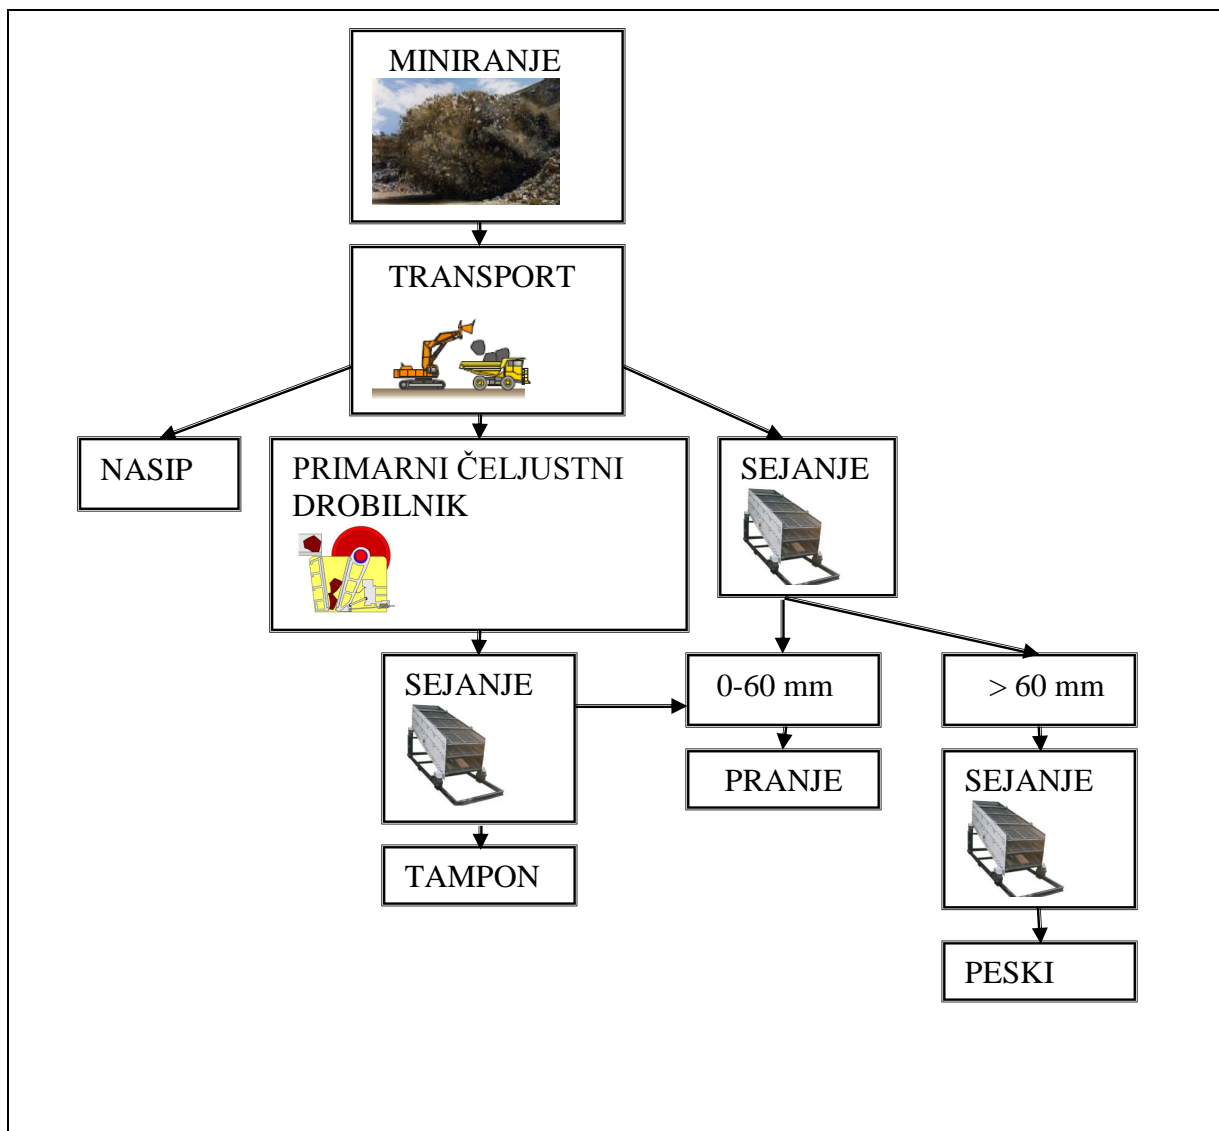 MINIRANJE
TRANSPORT
NASIP
PRIMARNI ČELJUSTNI
DROBILNIK
SEJANJE
SEJANJE
0-60 mm
> 60 mm
PRANJE
SEJANJE
TAMPON
PESKI